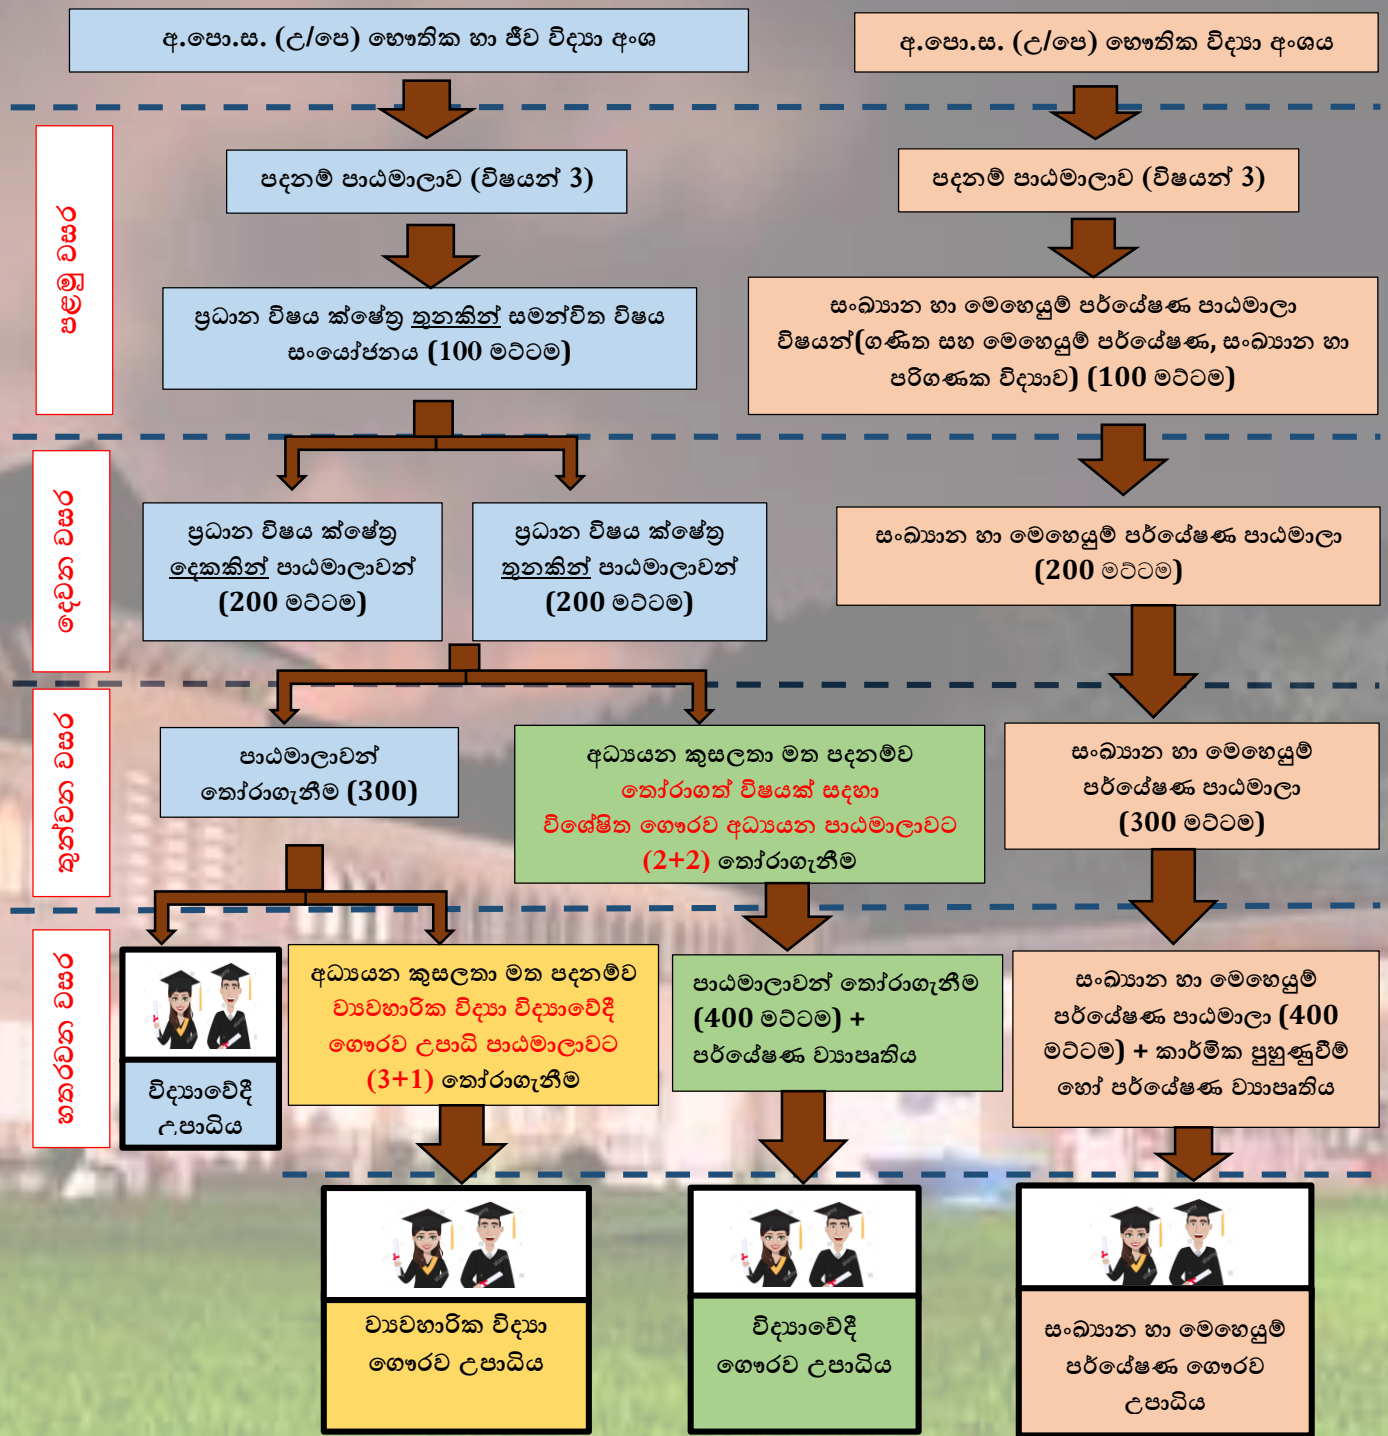 අ.පො.ස. (උ/පෙ) භෞතික හා ජීව විද්‍යා අංශ
අ.පො.ස. (උ/පෙ) භෞතික විද්‍යා අංශය
පළමු වසර
පදනම් පාඨමාලාව (විෂයන් 3)
පදනම් පාඨමාලාව (විෂයන් 3)
ප්‍රධාන විෂය ක්ෂේත්‍ර තුනකින් සමන්විත විෂය
සංයෝජනය (100 මට්ටම)
සංඛ්‍යාන හා මෙහෙයුම් පර්යේෂණ පාඨමාලා
විෂයන්(ගණිත සහ මෙහෙයුම් පර්යේෂණ, සංඛ්‍යාන හා
පරිගණක විද්‍යාව) (100 මට්ටම)
දෙවන වසර
ප්‍රධාන විෂය ක්ෂේත්‍ර
දෙකකින් පාඨමාලාවන්
(200 මට්ටම)
ප්‍රධාන විෂය ක්ෂේත්‍ර
තුනකින් පාඨමාලාවන්
(200 මට්ටම)
සංඛ්‍යාන හා මෙහෙයුම් පර්යේෂණ පාඨමාලා
(200 මට්ටම)
තුන්වන වසර
පාඨමාලාවන්
තෝරාගැනීම (300)
අධ්‍යයන කුසලතා මත පදනම්ව
තෝරාගත් විෂයක් සඳහා
විශේෂිත ගෞරව අධ්‍යයන පාඨමාලාවට
(2+2) තෝරාගැනීම
සංඛ්‍යාන හා මෙහෙයුම්
පර්යේෂණ පාඨමාලා
(300 මට්ටම)
හතරවන වසර
විද්‍යාවේදී
උපාධිය
අධ්‍යයන කුසලතා මත පදනම්ව
ව්‍යවහාරික විද්‍යා විද්‍යාවේදී
ගෞරව උපාධි පාඨමාලාවට
(3+1) තෝරාගැනීම
පාඨමාලාවන් තෝරාගැනීම
(400 මට්ටම) +
පර්යේෂණ ව්‍යාපෘතිය
සංඛ්‍යාන හා මෙහෙයුම්
පර්යේෂණ පාඨමාලා (400
මට්ටම) + කාර්මික පුහුණුවීම්
හෝ පර්යේෂණ ව්‍යාපෘතිය
ව්‍යවහාරික විද්‍යා
ගෞරව උපාධිය
විද්‍යාවේදී
ගෞරව උපාධිය
සංඛ්‍යාන හා මෙහෙයුම්
පර්යේෂණ ගෞරව
උපාධිය